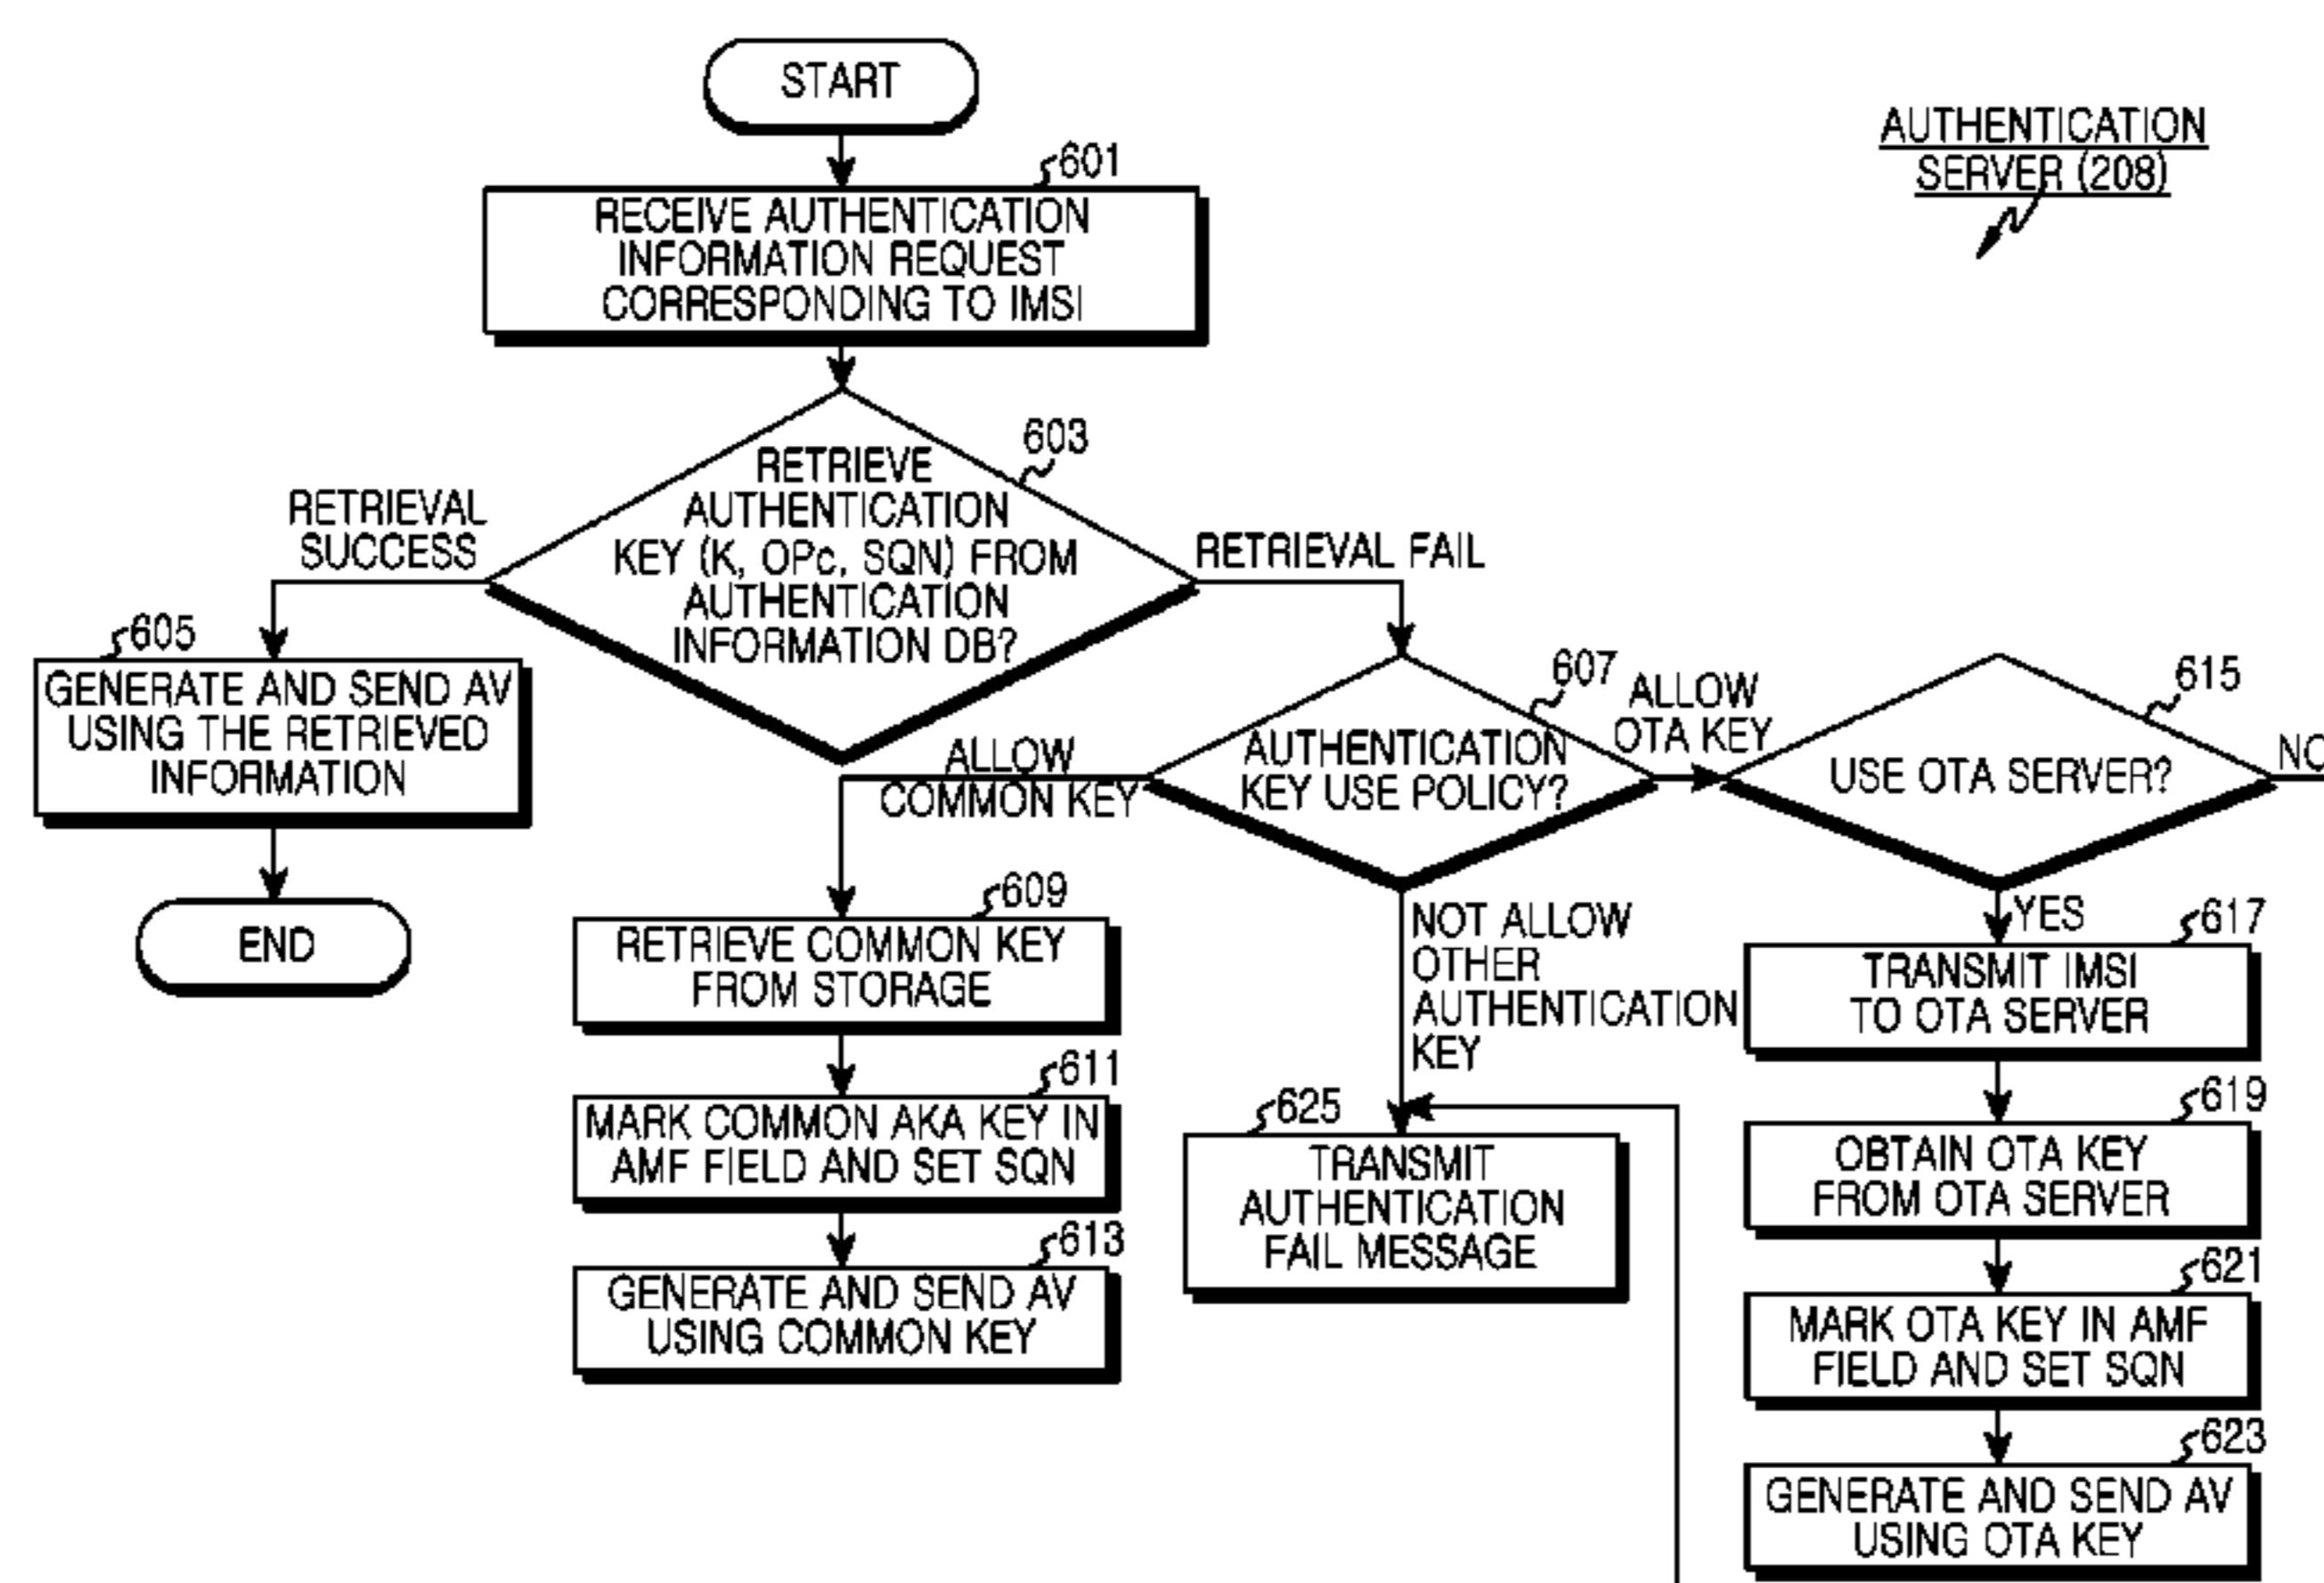 START
AUTHENTICATION
SERVER (208)
601
RECEIVE AUTHENTICATION
INFORMATION REQUEST
CORRESPONDING TO IMSI
603
RETRIEVE
AUTHENTICATION
KEY (K, OPc, SQN) FROM
AUTHENTICATION
INFORMATION DB?
RETRIEVAL
SUCCESS
RETRIEVAL FAIL
605
GENERATE AND SEND AV
USING THE RETRIEVED
INFORMATION
END
607
AUTHENTICATION
KEY USE POLICY?
ALLOW
COMMON KEY
ALLOW
OTA KEY
615
USE OTA SERVER?
NO
609
RETRIEVE COMMON KEY
FROM STORAGE
611
MARK COMMON AKA KEY IN
AMF FIELD AND SET SQN
613
GENERATE AND SEND AV
USING COMMON KEY
NOT ALLOW
OTHER
AUTHENTICATION
KEY
625
TRANSMIT
AUTHENTICATION
FAIL MESSAGE
YES
617
TRANSMIT IMSI
TO OTA SERVER
619
OBTAIN OTA KEY
FROM OTA SERVER
621
MARK OTA KEY IN AMF
FIELD AND SET SQN
623
GENERATE AND SEND AV
USING OTA KEY